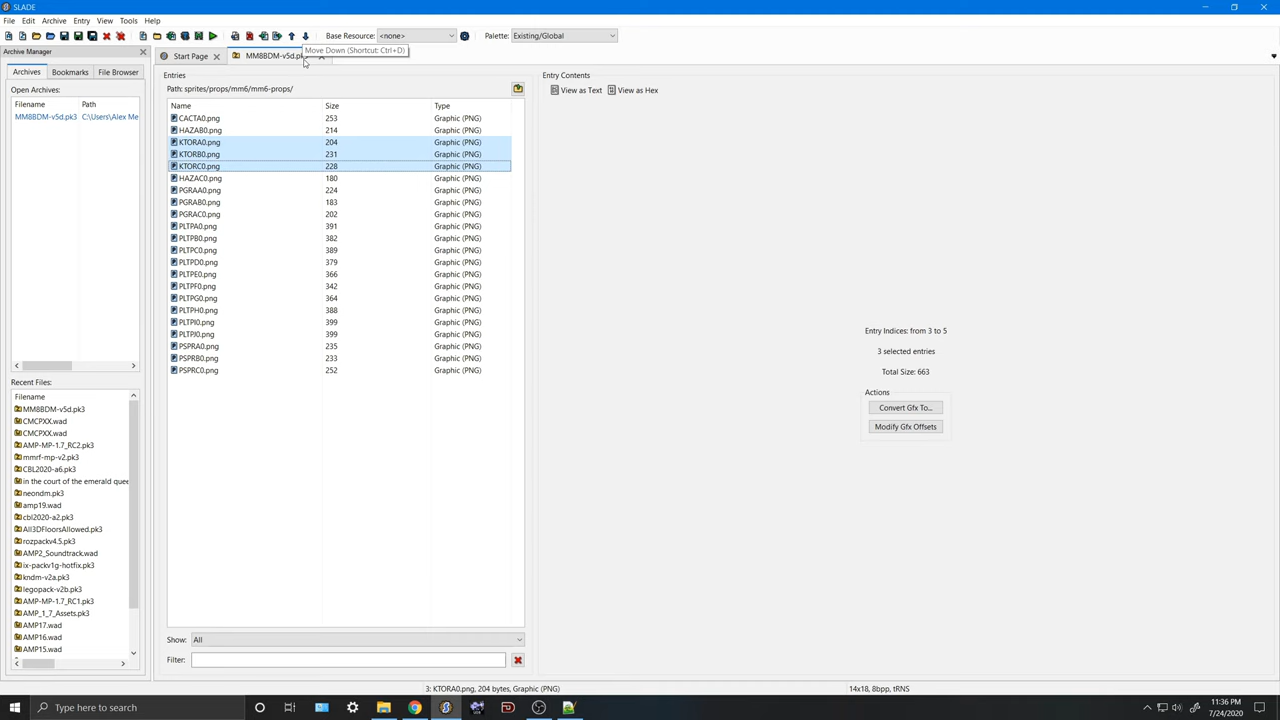 SLADE
File Edit Archive Entry View Tools Help
Base Resource: <none> Palette: Existing/Global
Move Down (Shortcut: Ctrl+D)
Archive Manager
Start Page MM8BDM-v5d.pk
Archives Bookmarks File Browser
Open Archives:
Filename Path
MM8BDM-v5d.pk3 C:\Users\Alex Me
Recent Files:
Filename
MM8BDM-v5d.pk3
CMCPXX.wad
CMCPXX.wad
AMP-MP-1.7_RC2.pk3
mmrf-mp-v2.pk3
CBL2020-a6.pk3
in the court of the emerald quee
neondm.pk3
amp19.wad
cbl2020-a2.pk3
All3DFloorsAllowed.pk3
rozpackv4.5.pk3
AMP2_Soundtrack.wad
ix-packv1g-hotfix.pk3
kndm-v2a.pk3
legopack-v2b.pk3
AMP-MP-1.7_RC1.pk3
AMP_1_7_Assets.pk3
AMP17.wad
AMP16.wad
AMP15.wad
Entries
Path: sprites/props/mm6/mm6-props/
Name Size Type
CACTA0.png 253 Graphic (PNG)
HAZAB0.png 214 Graphic (PNG)
KTORA0.png 204 Graphic (PNG)
KTORB0.png 231 Graphic (PNG)
KTORC0.png 228 Graphic (PNG)
HAZAC0.png 180 Graphic (PNG)
PGRAA0.png 224 Graphic (PNG)
PGRAB0.png 183 Graphic (PNG)
PGRAC0.png 202 Graphic (PNG)
PLTPA0.png 391 Graphic (PNG)
PLTPB0.png 382 Graphic (PNG)
PLTPC0.png 389 Graphic (PNG)
PLTPD0.png 379 Graphic (PNG)
PLTPE0.png 366 Graphic (PNG)
PLTPF0.png 342 Graphic (PNG)
PLTPG0.png 364 Graphic (PNG)
PLTPH0.png 388 Graphic (PNG)
PLTPI0.png 399 Graphic (PNG)
PLTPJ0.png 399 Graphic (PNG)
PSPRA0.png 235 Graphic (PNG)
PSPRB0.png 233 Graphic (PNG)
PSPRC0.png 252 Graphic (PNG)
Show: All
Filter:
Entry Contents
View as Text View as Hex
Entry Indices: from 3 to 5
3 selected entries
Total Size: 663
Actions
Convert Gfx To...
Modify Gfx Offsets
3: KTORA0.png, 204 bytes, Graphic (PNG) 14x18, 8bpp, tRNS
Type here to search
11:36 PM
7/24/2020